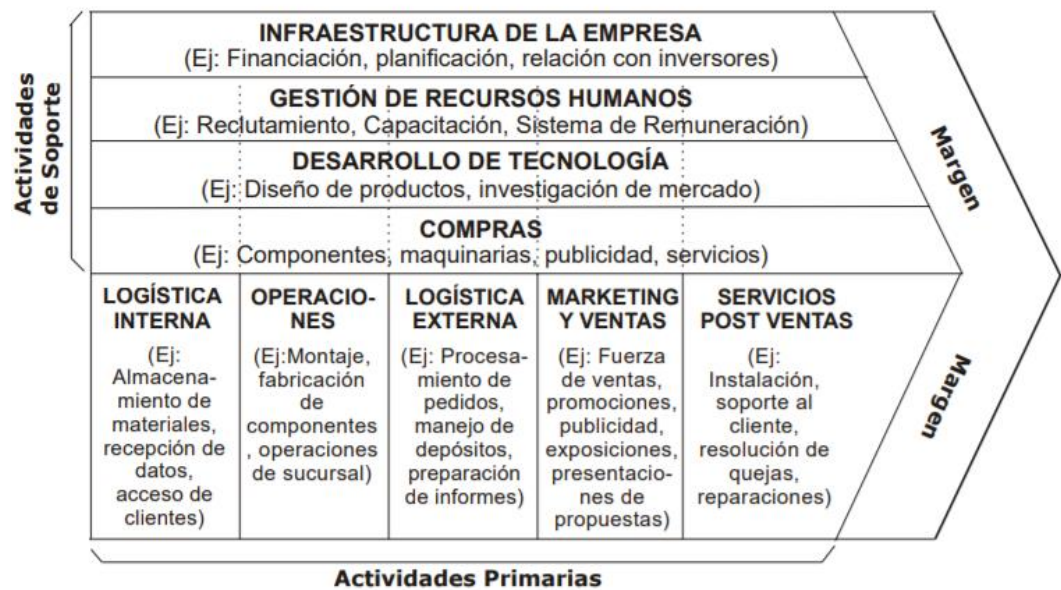 Actividades
de Soporte
INFRAESTRUCTURA DE LA EMPRESA
(Ej: Financiación, planificación, relación con inversores)
GESTIÓN DE RECURSOS HUMANOS
(Ej: Reclutamiento, Capacitación, Sistema de Remuneración)
DESARROLLO DE TECNOLOGÍA
(Ej: Diseño de productos, investigación de mercado)
COMPRAS
(Ej: Componentes, maquinarias, publicidad, servicios)
Margen
LOGÍSTICA
INTERNA
(Ej:
Almacena-
miento de
materiales,
recepción de
datos,
acceso de
clientes)
OPERACIO-
NES
(Ej:Montaje,
fabricación
de
componentes
, operaciones
de sucursal)
LOGÍSTICA
EXTERNA
(Ej: Procesa-
miento de
pedidos,
manejo de
depósitos,
preparación
de informes)
MARKETING
Y VENTAS
(Ej: Fuerza
de ventas,
promociones,
publicidad,
exposiciones,
presentacio-
nes de
propuestas)
SERVICIOS
POST VENTAS
(Ej:
Instalación,
soporte al
cliente,
resolución de
quejas,
reparaciones)
Margen
Actividades Primarias